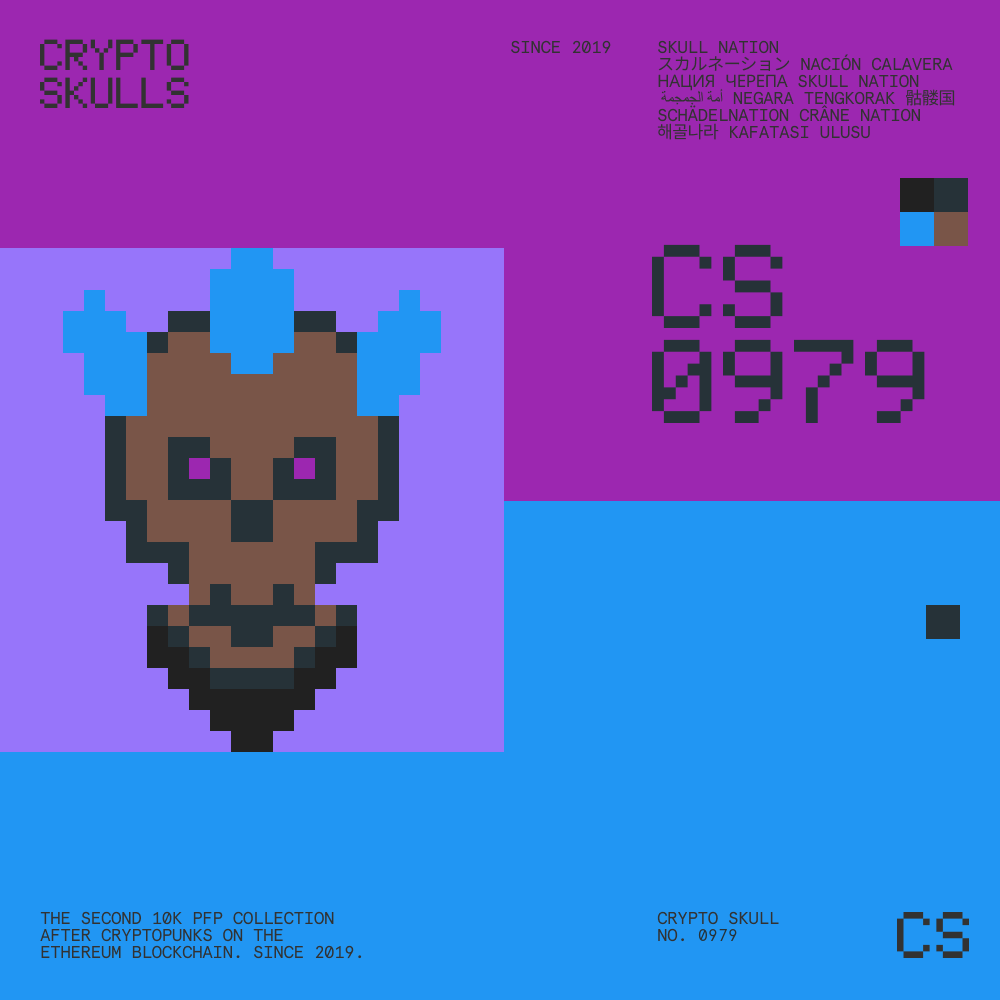 CRYPTO
SKULLS
SINCE 2019
SKULL NATION
スカルネーション NACIÓN CALAVERA
НАЦИЯ ЧЕРЕПА SKULL NATION
أمة الجمجمة NEGARA TENGKORAK 骷髅国
SCHÄDELNATION CRÂNE NATION
해골나라 KAFATASI ULUSU
CS
0979
THE SECOND 10K PFP COLLECTION
AFTER CRYPTOPUNKS ON THE
ETHEREUM BLOCKCHAIN. SINCE 2019.
CRYPTO SKULL
NO. 0979
CS